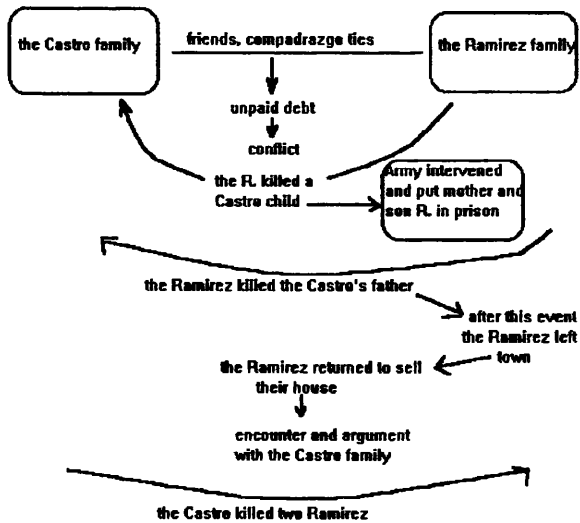 the Castro family
friends, compadrazgo ties
the Ramirez family
unpaid debt
conflict
the R. killed a
Castro child
Army intervened
and put mother and
son R. in prison
the Ramirez killed the Castro's father
after this event
the Ramirez left
town
the Ramirez returned to sell
their house
encounter and argument
with the Castro family
the Castro killed two Ramirez